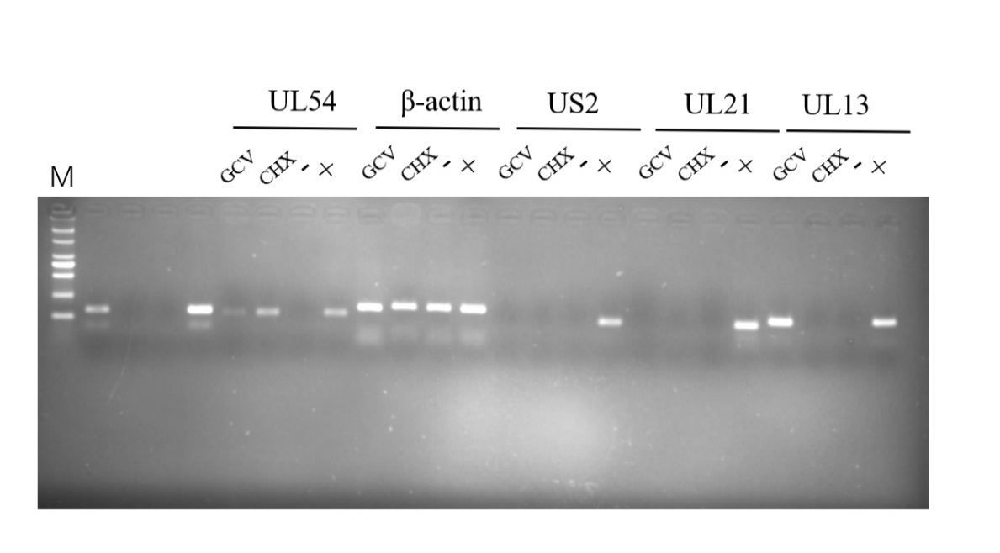 UL54 β-actin US2 UL21 UL13
GCV CHX - × GCV CHX - × GCV CHX - × GCV CHX - × GCV CHX - ×
M